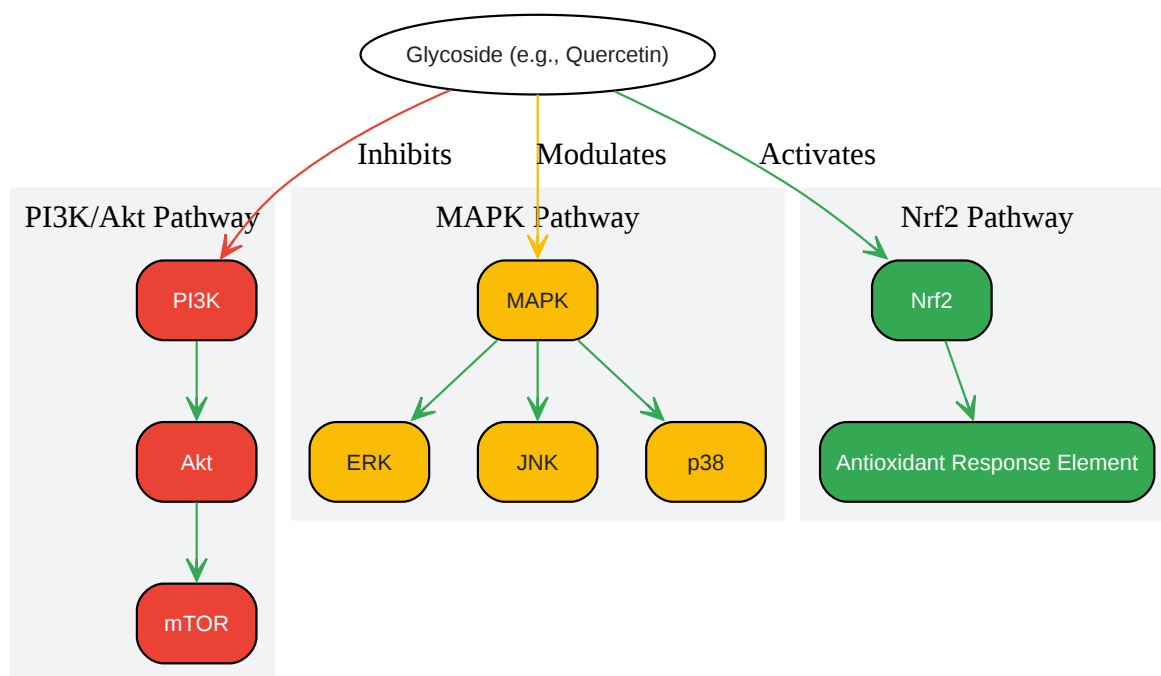 Glycoside (e.g., Quercetin)
Inhibits
Modulates
Activates
PI3K/Akt Pathway
MAPK Pathway
Nrf2 Pathway
PI3K
MAPK
Nrf2
Akt
ERK
JNK
p38
Antioxidant Response Element
mTOR